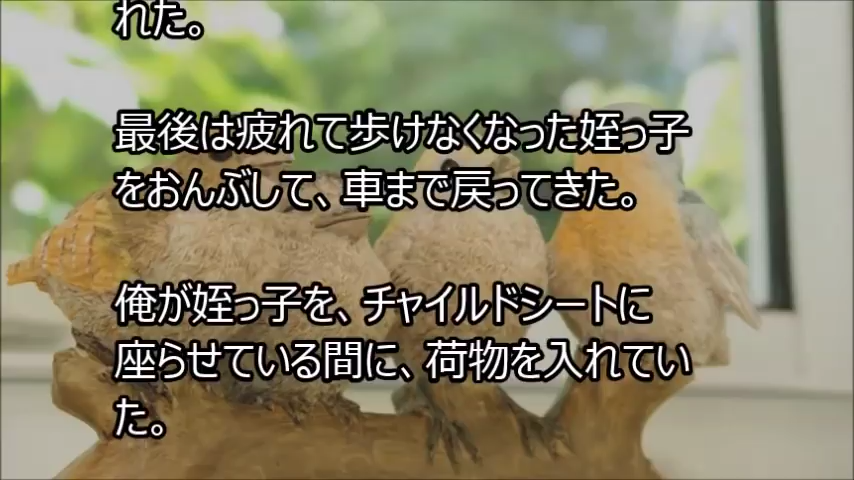 れた。
最後は疲れて歩けなくなった姪っ子
をおんぶして、車まで戻ってきた。
俺が姪っ子を、チャイルドシートに
座らせている間に、荷物を入れてい
た。